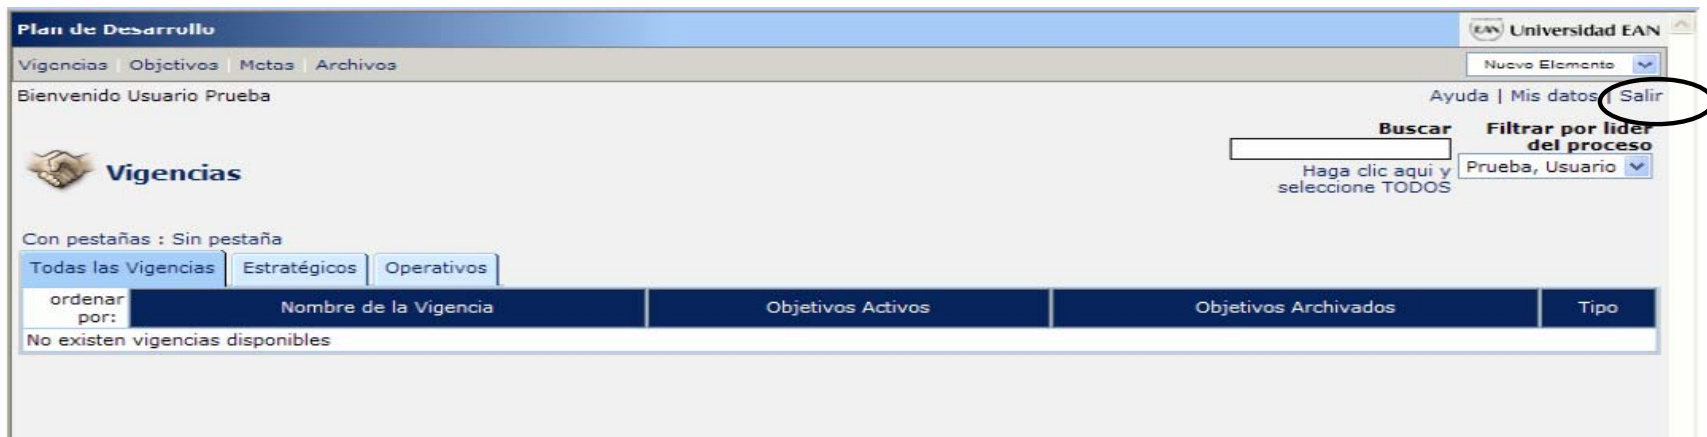 Plan de Desarrollo
EAN Universidad EAN
Vigencias Objetivos Metas Archivos
Nuevo Elemento
Bienvenido Usuario Prueba
Ayuda | Mis datos | Salir
Buscar
Filtrar por lider
del proceso
Vigencias
Haga clic aqui y
seleccione TODOS
Prueba, Usuario
Con pestañas : Sin pestaña
Todas las Vigencias Estratégicos Operativos
ordenar
por:
Nombre de la Vigencia Objetivos Activos Objetivos Archivados Tipo
No existen vigencias disponibles